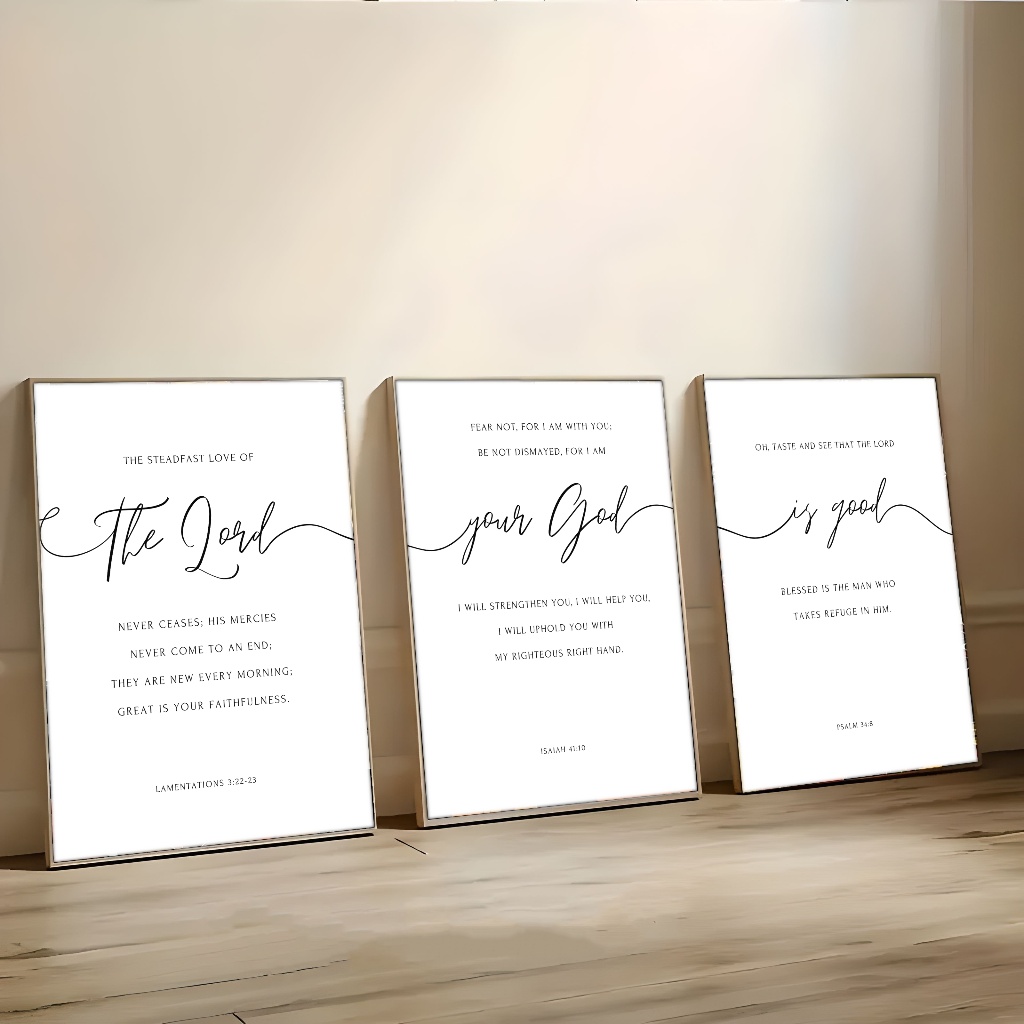 THE STEADFAST LOVE OF
The Lord
NEVER CEASES; HIS MERCIES
NEVER COME TO AN END;
THEY ARE NEW EVERY MORNING;
GREAT IS YOUR FAITHFULNESS.
LAMENTATIONS 3:22-23
FEAR NOT, FOR I AM WITH YOU;
BE NOT DISMAYED, FOR I AM
your God
I WILL STRENGTHEN YOU, I WILL HELP YOU,
I WILL UPHOLD YOU WITH
MY RIGHTEOUS RIGHT HAND.
ISAIAH 41:10
OH, TASTE AND SEE THAT THE LORD
is good
BLESSED IS THE MAN WHO
TAKES REFUGE IN HIM.
PSALM 34:8